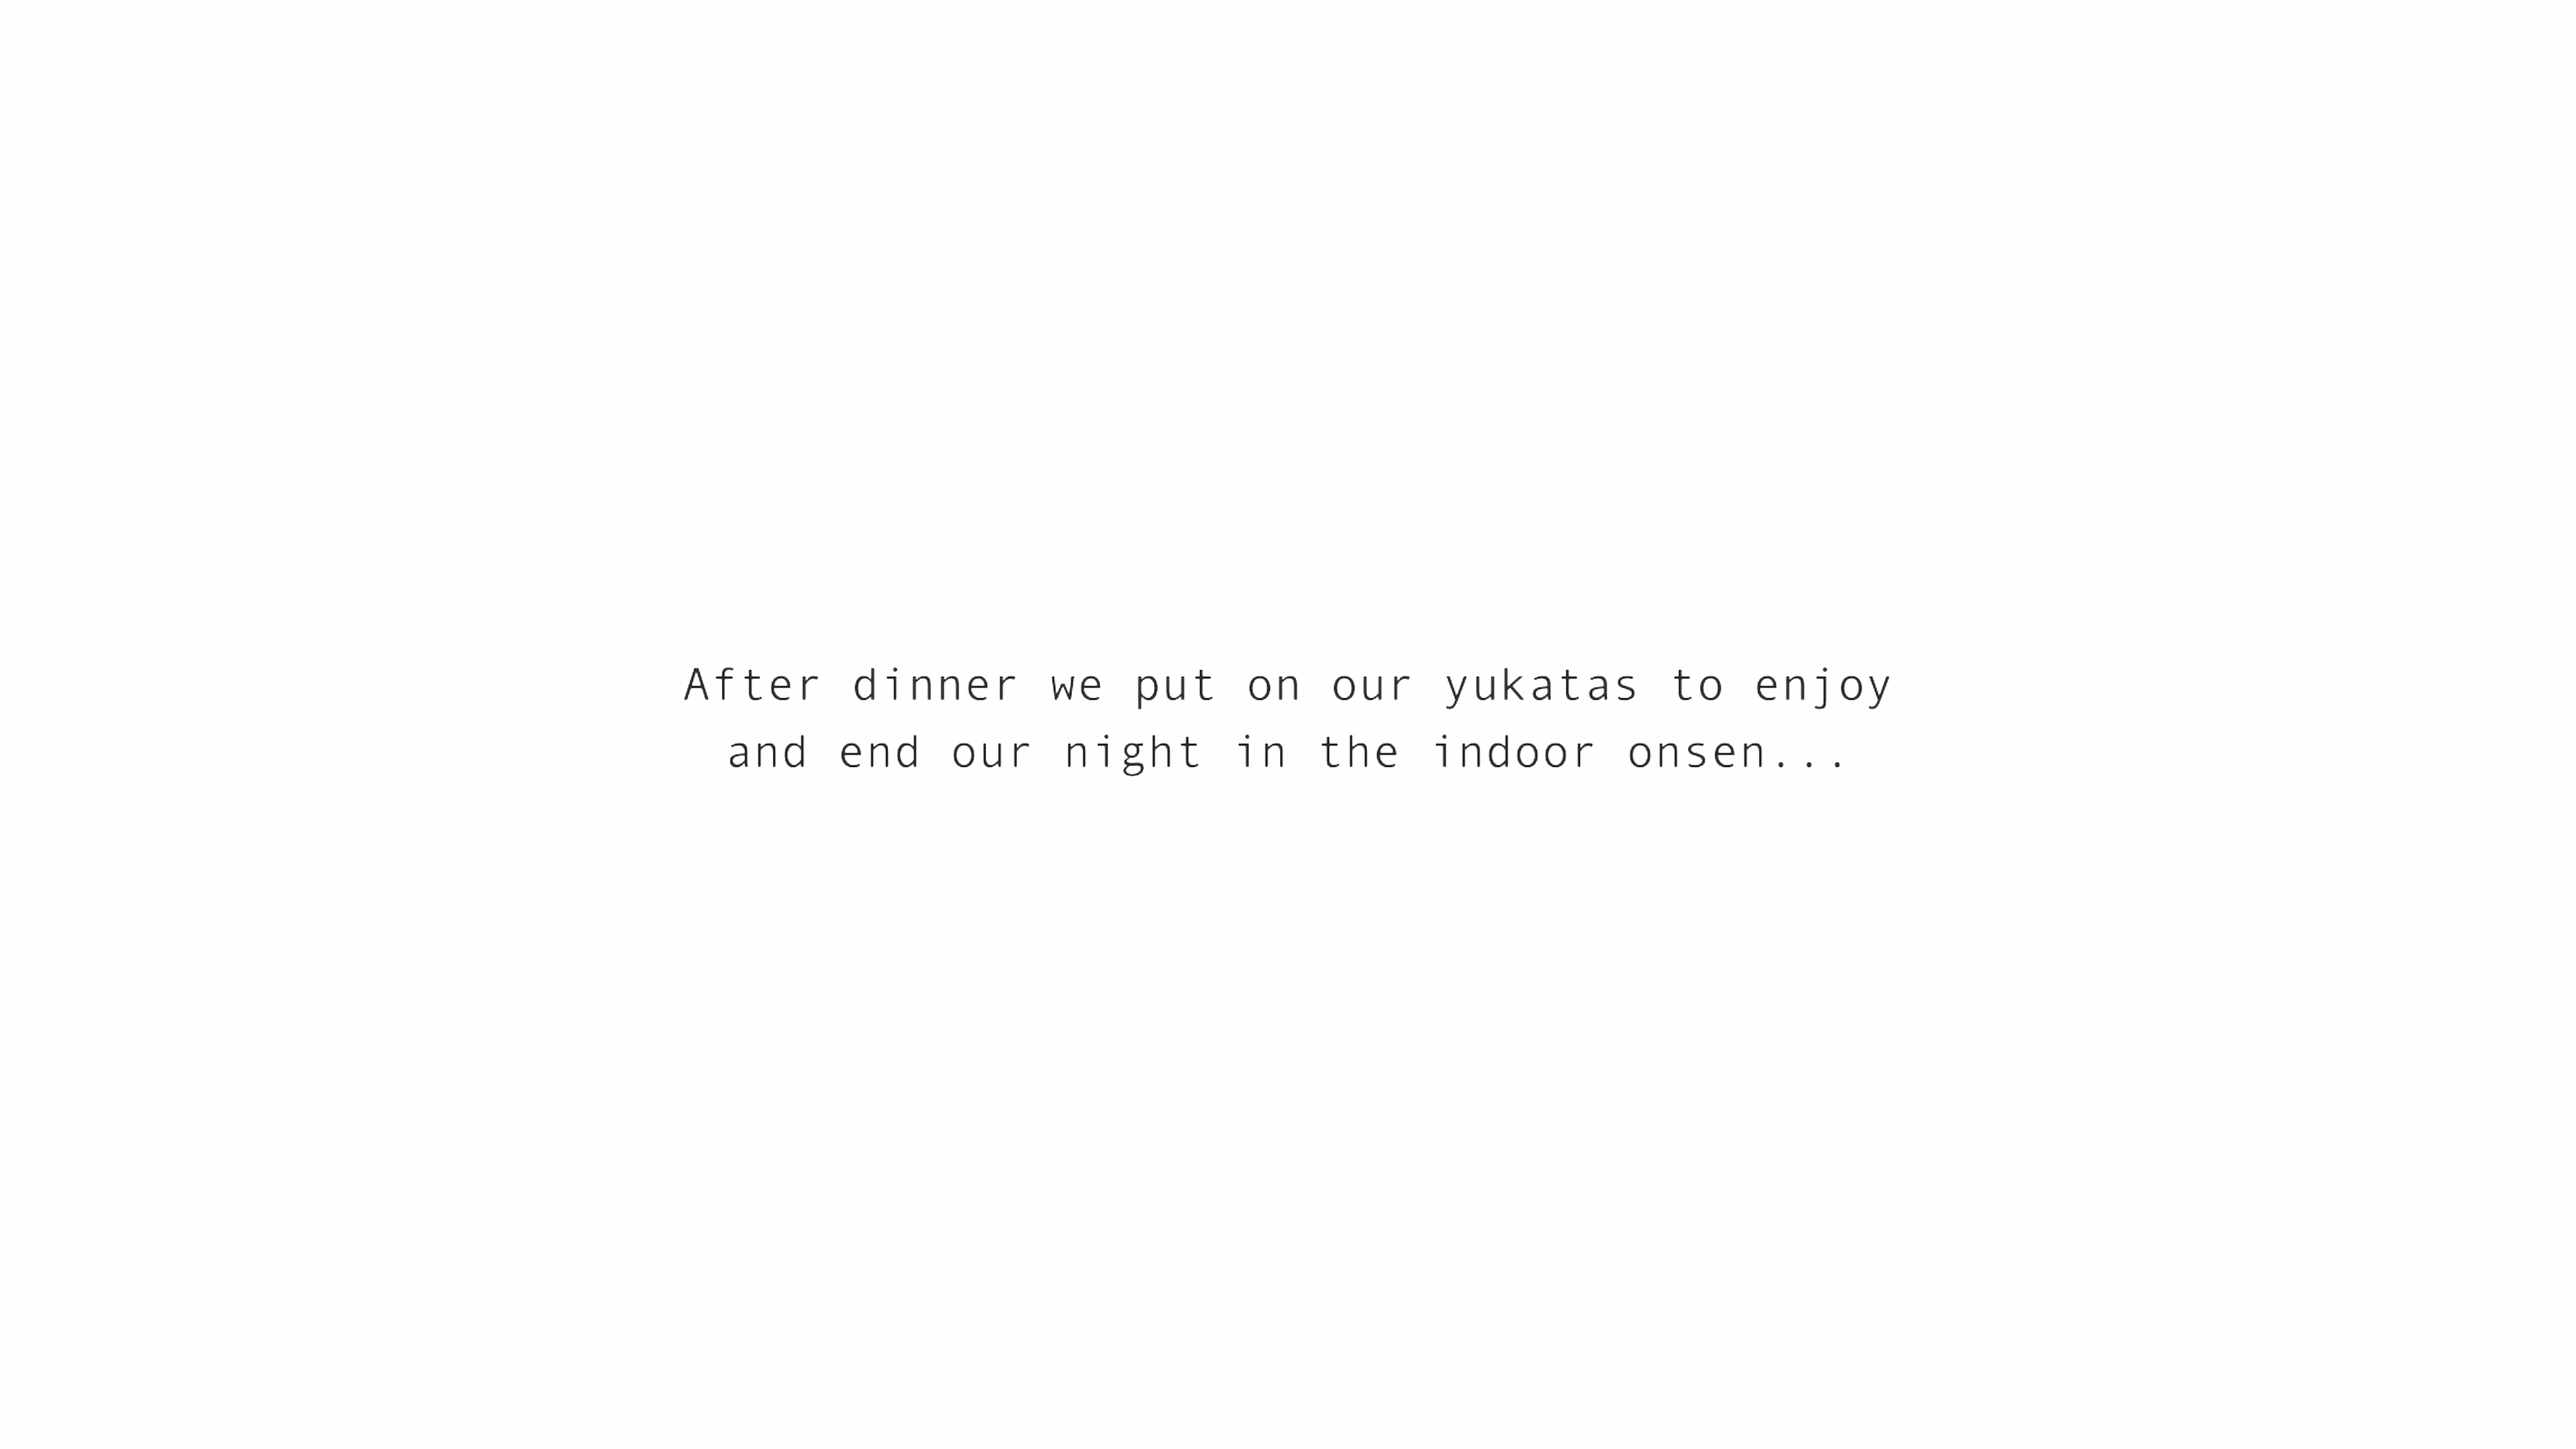 After dinner we put on our yukatas to enjoy
and end our night in the indoor onsen...